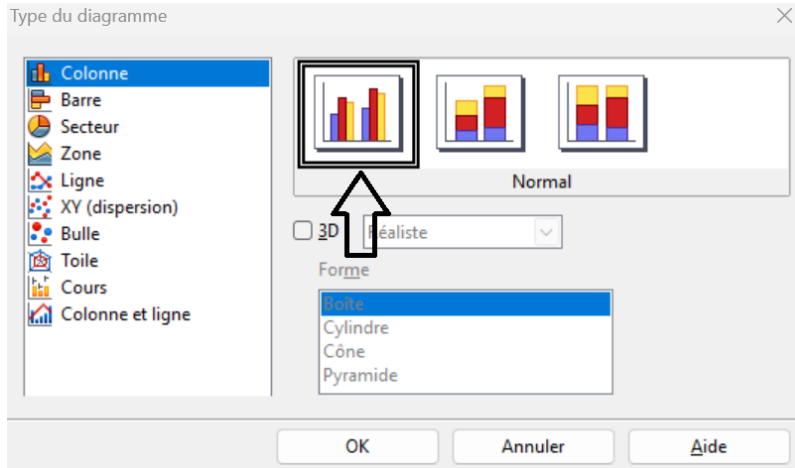 Type du diagramme
Colonne
Barre
Secteur
Zone
Ligne
XY (dispersion)
Bulle
Toile
Cours
Colonne et ligne
Normal
3D
Réaliste
Forme
Boîte
Cylindre
Cône
Pyramide
OK
Annuler
Aide